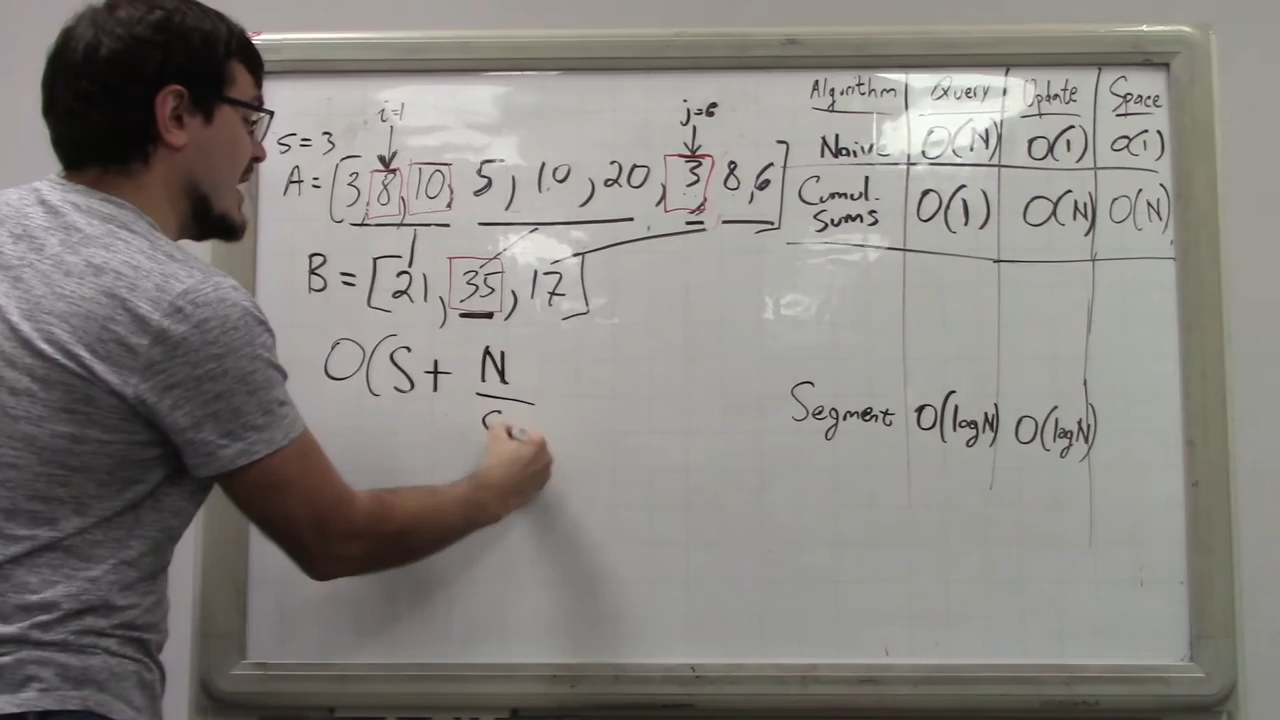 i=1
j=6
S=3
A=[3,8,10, 5,10,20,3,8,6]
B=[21,35,17]
O(S+ N
Algorithm Query Update Space
Naive O(N) O(1) O(1)
Cumul. Sums O(1) O(N) O(N)
Segment O(logN) O(logN)